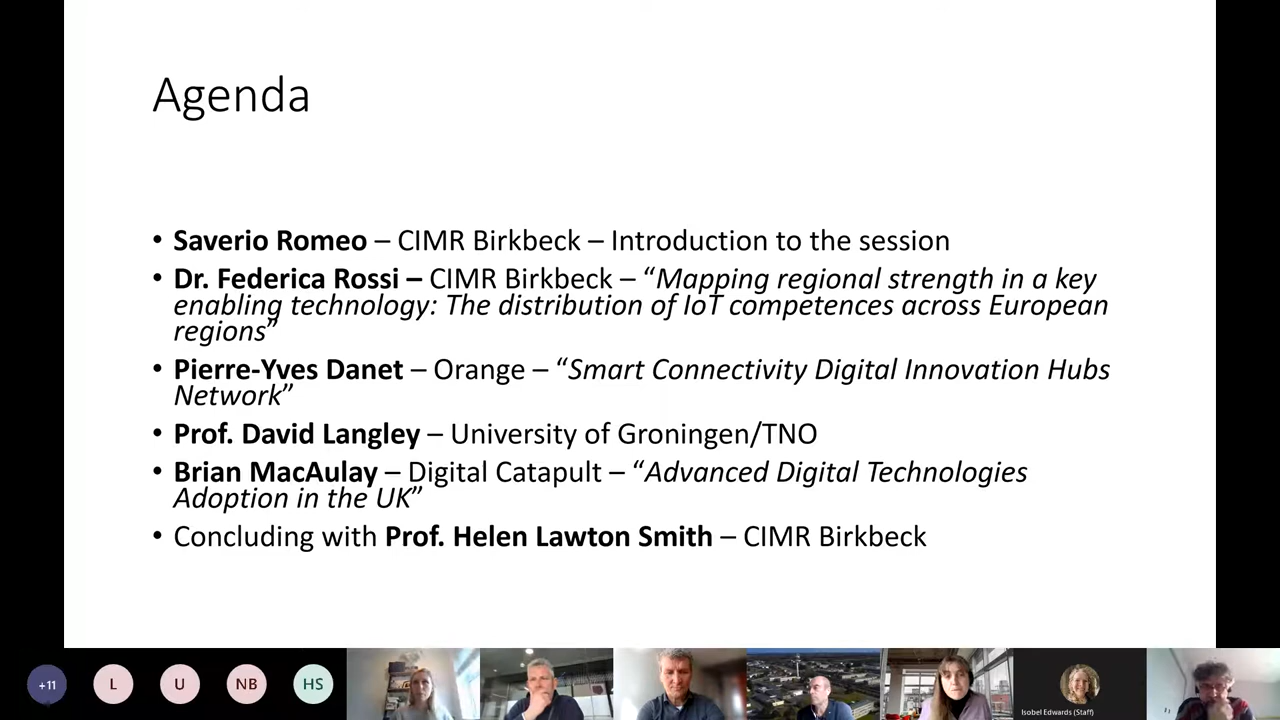 Agenda
• Saverio Romeo – CIMR Birkbeck – Introduction to the session
• Dr. Federica Rossi – CIMR Birkbeck – “Mapping regional strength in a key
enabling technology: The distribution of IoT competences across European
regions”
• Pierre-Yves Danet – Orange – “Smart Connectivity Digital Innovation Hubs
Network”
• Prof. David Langley – University of Groningen/TNO
• Brian MacAulay – Digital Catapult – “Advanced Digital Technologies
Adoption in the UK”
• Concluding with Prof. Helen Lawton Smith – CIMR Birkbeck
+11 L U NB HS
Isobel Edwards (Staff)